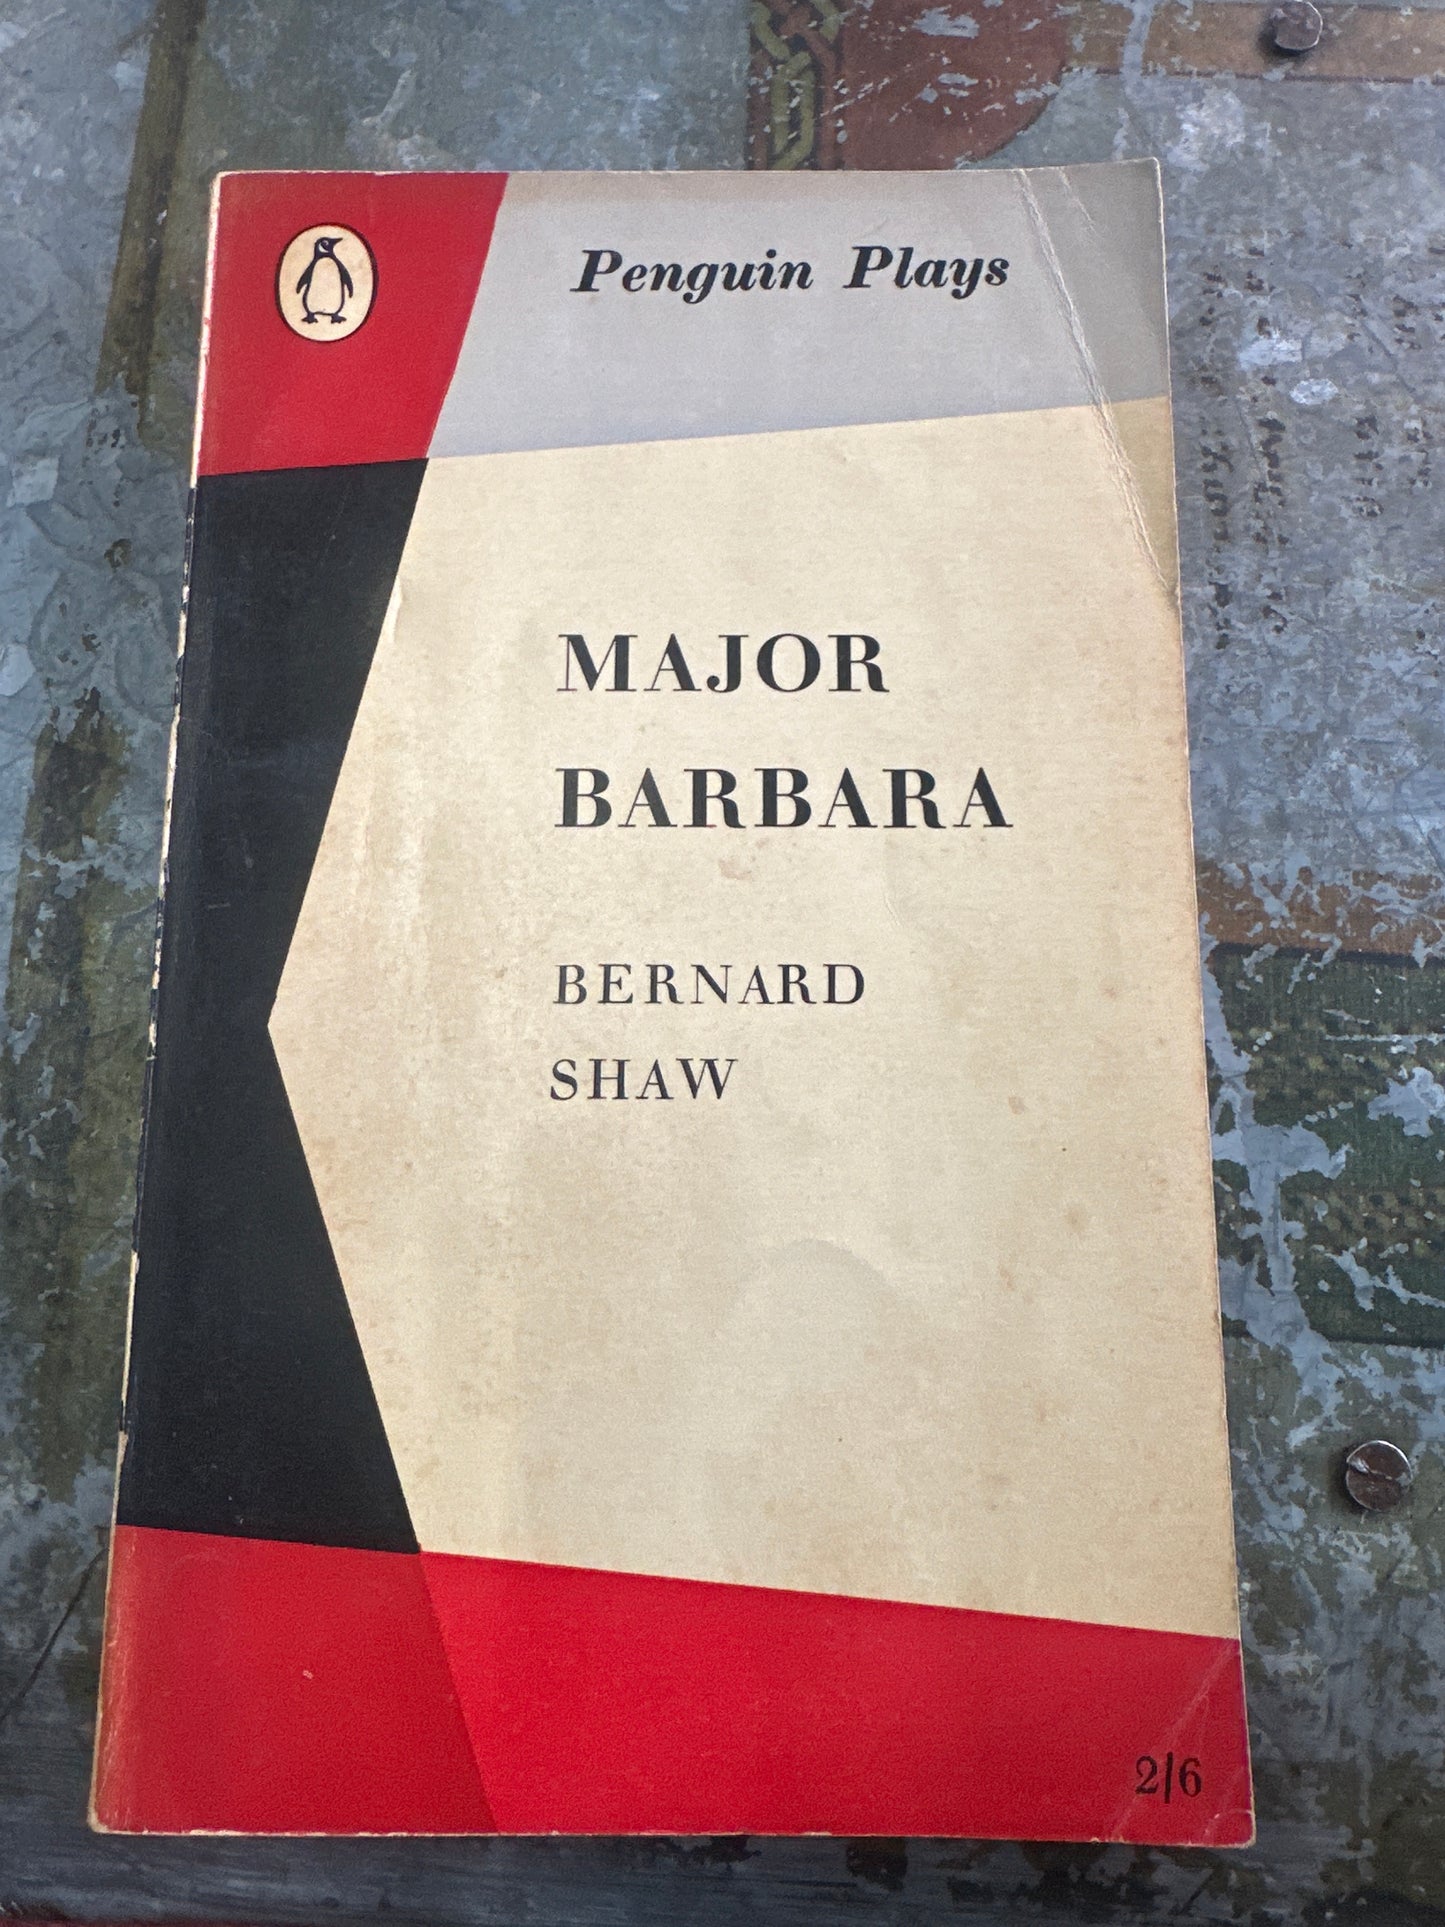 Penguin Plays
MAJOR
BARBARA
BERNARD
SHAW
2/6